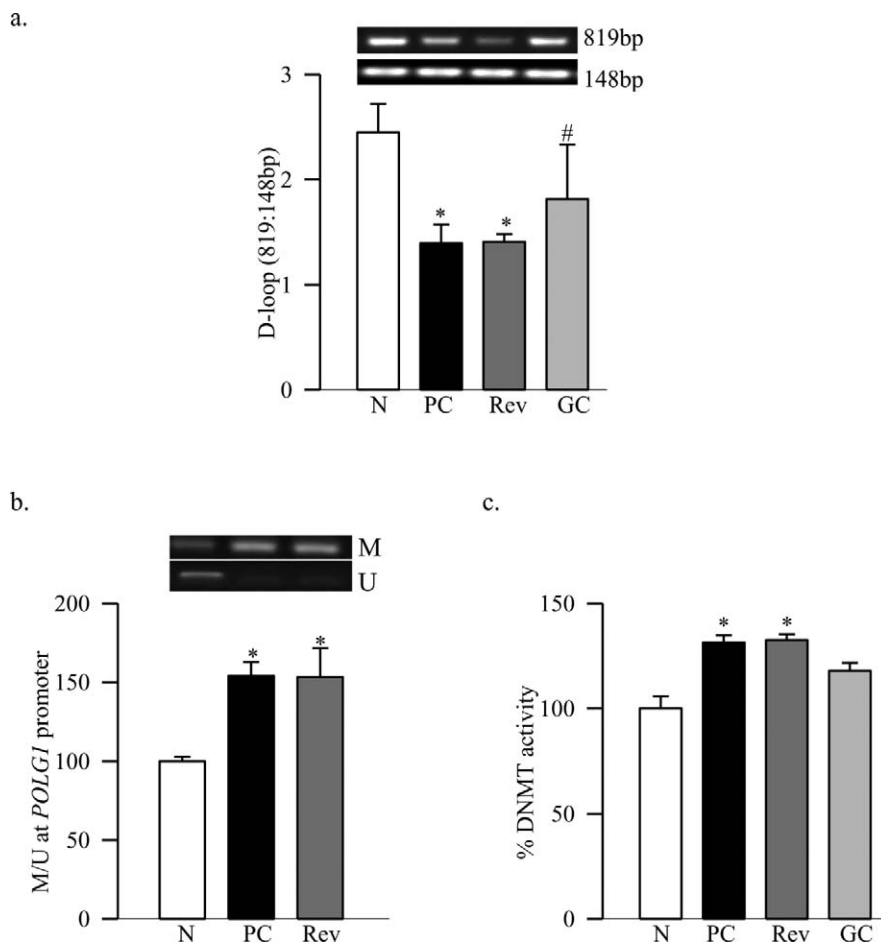 a.
819bp
148bp
D-loop (819:148bp)
3
2
1
0
*
*
#
N PC Rev GC
b.
M
U
M/U at POLG1 promoter
200
150
100
50
0
*
*
N PC Rev
c.
% DNMT activity
150
100
50
0
*
*
N PC Rev GC